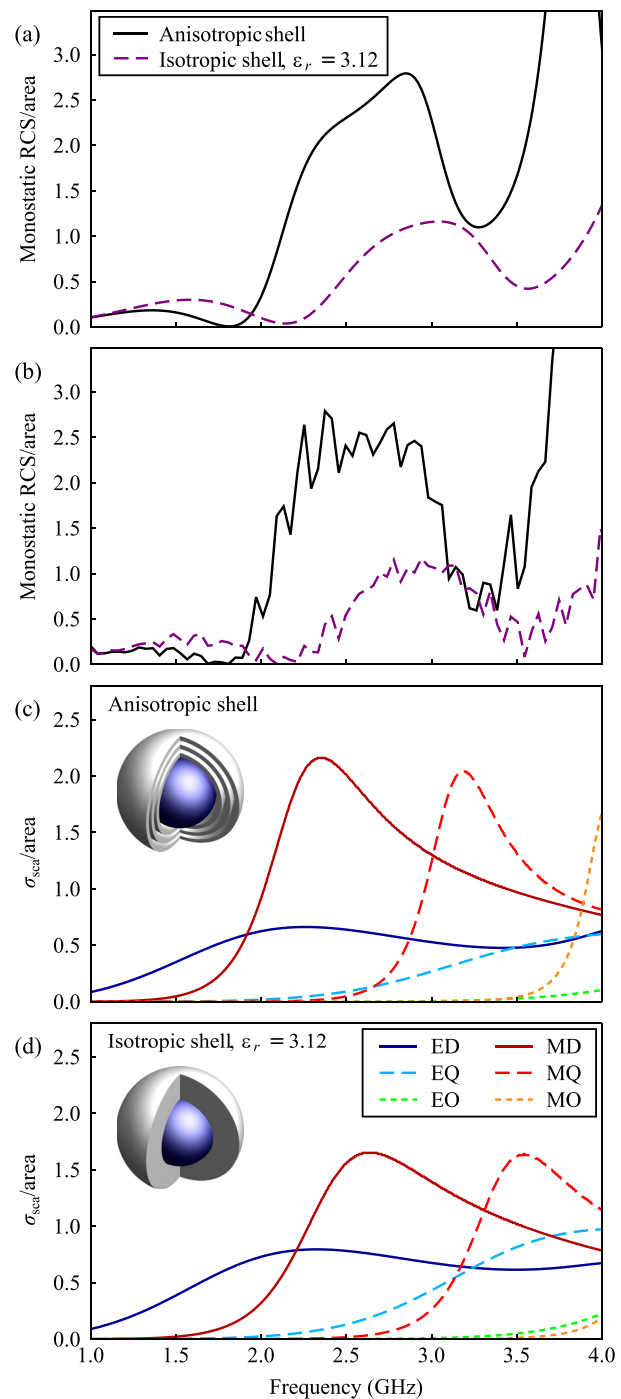 (a)
Anisotropic shell
Isotropic shell, εr = 3.12
3.0
2.5
2.0
1.5
1.0
0.5
0.0
Monostatic RCS/area
(b)
3.0
2.5
2.0
1.5
1.0
0.5
0.0
Monostatic RCS/area
(c)
Anisotropic shell
2.5
2.0
1.5
1.0
0.5
0.0
σsca/area
(d)
Isotropic shell, εr = 3.12
ED MD
EQ MQ
EO MO
2.5
2.0
1.5
1.0
0.5
0.0
σsca/area
1.0 1.5 2.0 2.5 3.0 3.5 4.0
Frequency (GHz)